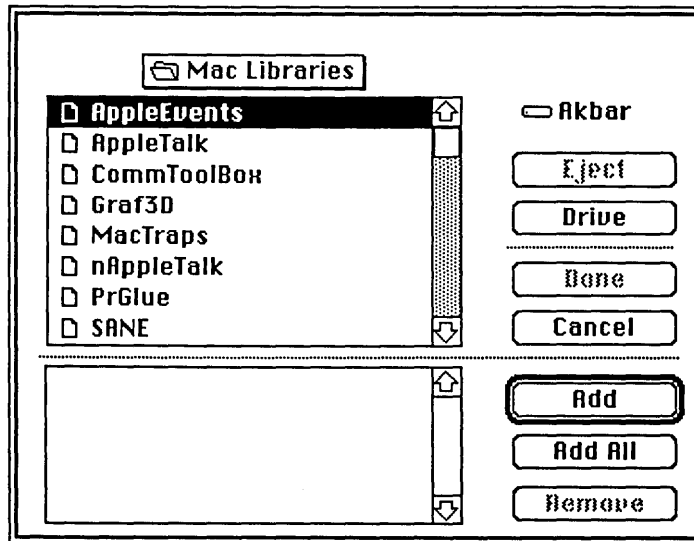 Mac Libraries
AppleEvents
AppleTalk
CommToolBox
Graf3D
MacTraps
nAppleTalk
PrGlue
SANE
Akbar
Eject
Drive
Done
Cancel
Add
Add All
Remove